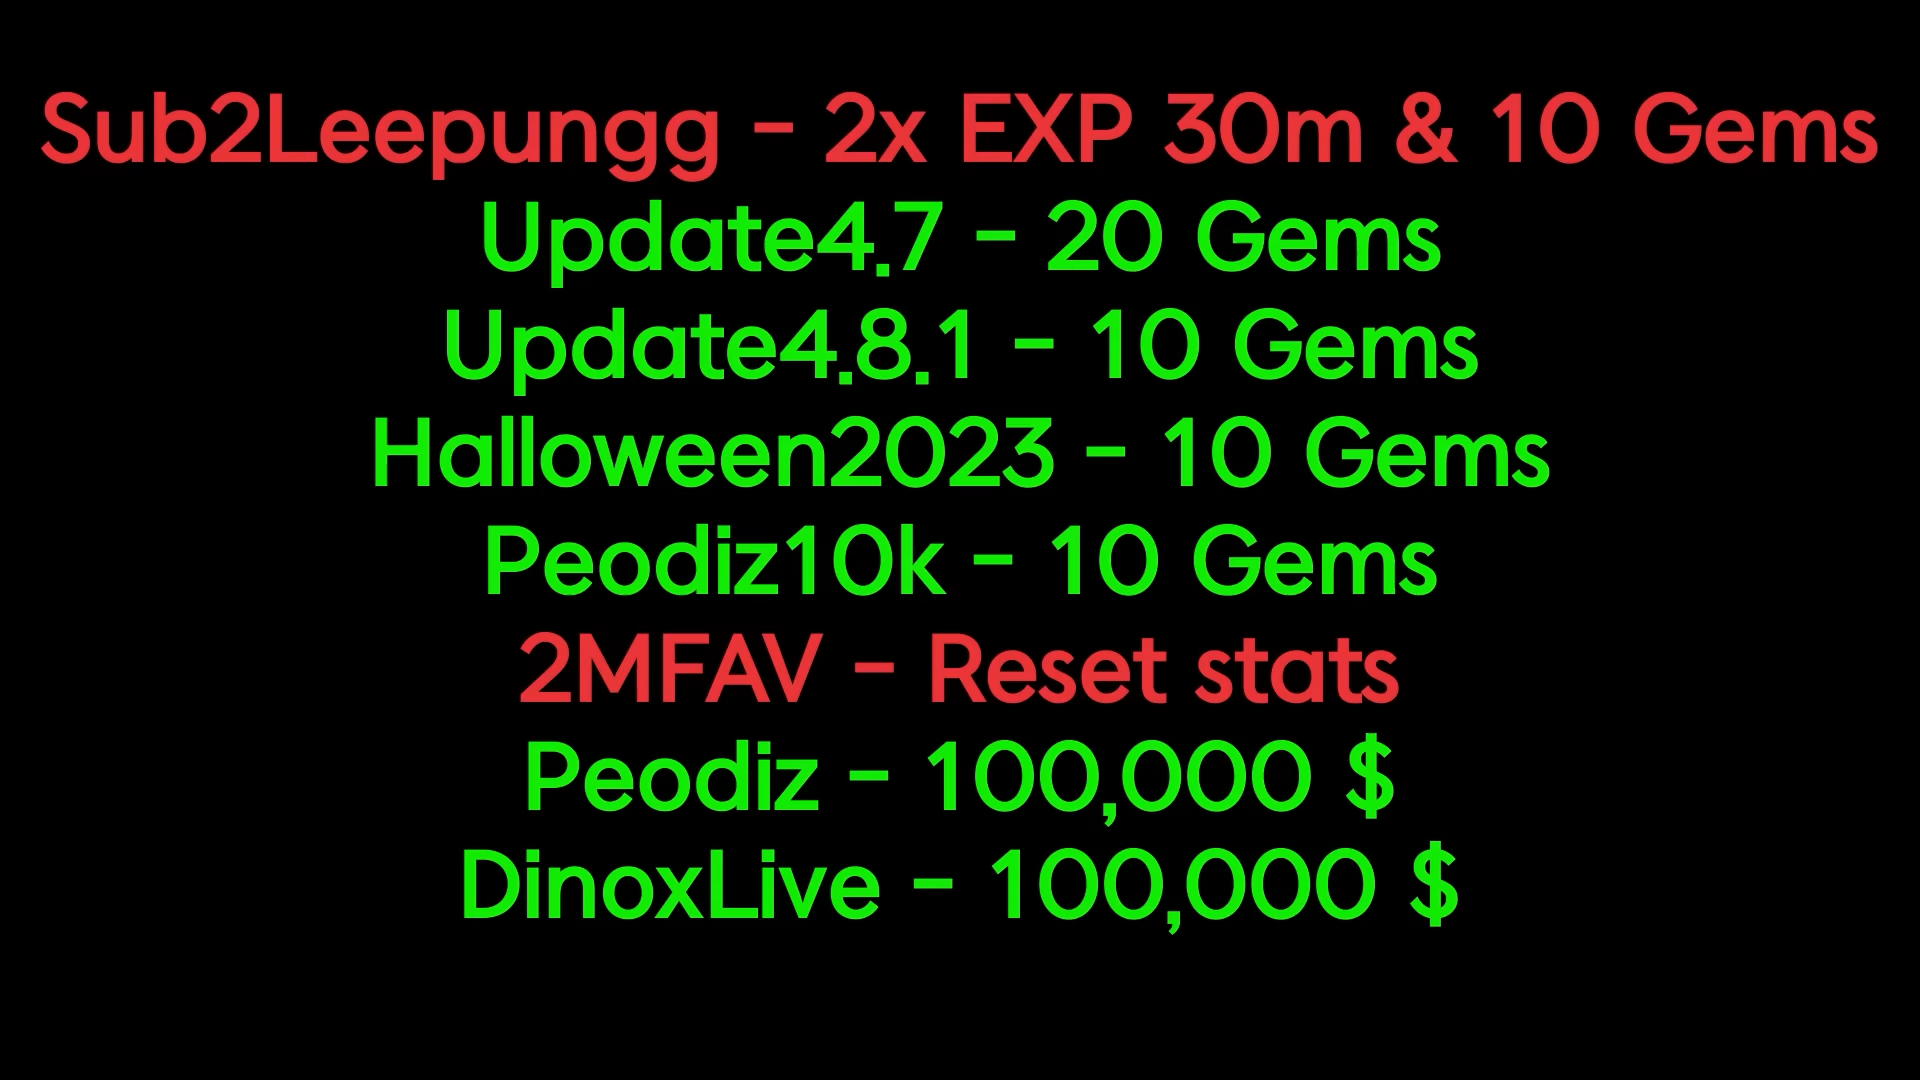 Sub2Leepungg - 2x EXP 30m & 10 Gems
Update4.7 - 20 Gems
Update4.8.1 - 10 Gems
Halloween2023 - 10 Gems
Peodiz10k - 10 Gems
2MFAV - Reset stats
Peodiz - 100,000 $
DinoxLive - 100,000 $